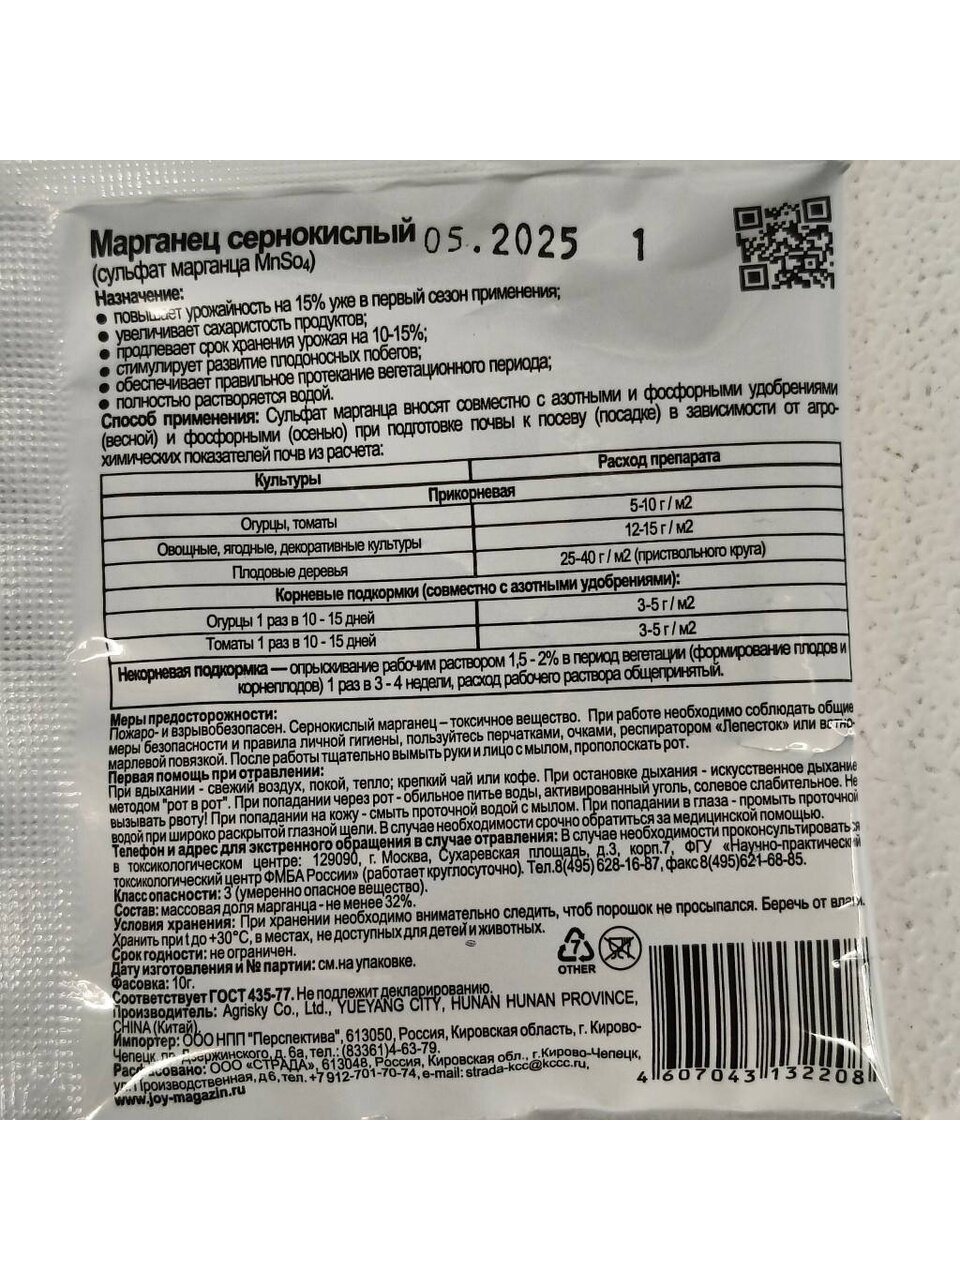 Марганец сернокислый 05.2025 1
(сульфат марганца MnSo4)
Назначение:
● повышает урожайность на 15% уже в первый сезон применения;
● увеличивает сахаристость продуктов;
● продлевает срок хранения урожая на 10-15%;
● стимулирует развитие плодоносных побегов;
● обеспечивает правильное протекание вегетационного периода;
● полностью растворяется водой.
Способ применения: Сульфат марганца вносят совместно с азотными и фосфорными удобрениями
(весной) и фосфорными (осенью) при подготовке почвы к посеву (посадке) в зависимости от агро-
химических показателей почв из расчета:
Культуры Расход препарата
Прикорневая
Огурцы, томаты 5-10 г / м2
Овощные, ягодные, декоративные культуры 12-15 г / м2
Плодовые деревья 25-40 г / м2 (приствольного круга)
Корневые подкормки (совместно с азотными удобрениями):
Огурцы 1 раз в 10 - 15 дней 3-5 г / м2
Томаты 1 раз в 10 - 15 дней 3-5 г / м2
Некорневая подкормка — опрыскивание рабочим раствором 1,5 - 2% в период вегетации (формирование плодов и
корнеплодов) 1 раз в 3 - 4 недели, расход рабочего раствора общепринятый.
Меры предосторожности:
Пожаро- и взрывобезопасен. Сернокислый марганец – токсичное вещество. При работе необходимо соблюдать общие
меры безопасности и правила личной гигиены, пользуйтесь перчатками, очками, респиратором «Лепесток» или
марлевой повязкой. После работы тщательно вымыть руки и лицо с мылом, прополоскать рот.
Первая помощь при отравлении:
При вдыхании - свежий воздух, покой, тепло; крепкий чай или кофе. При остановке дыхания - искусственное дыхание
методом "рот в рот". При попадании через рот - обильное питье воды, активированный уголь, солевое слабительное. Не
вызывать рвоту! При попадании на кожу - смыть проточной водой с мылом. При попадании в глаза - промыть проточной
водой при широко раскрытой глазной щели. В случае необходимости срочно обратиться за медицинской помощью.
Телефон и адрес для экстренного обращения в случае отравления: В случае необходимости проконсультироваться
в токсикологическом центре: 129090, г. Москва, Сухаревская площадь, д.3, корп.7, ФГУ «Научно-практический
токсикологический центр ФМБА России» (работает круглосуточно). Тел.8(495) 628-16-87, факс 8(495)621-68-85.
Класс опасности: 3 (умеренно опасное вещество).
Состав: массовая доля марганца - не менее 32%.
Условия хранения: При хранении необходимо внимательно следить, чтоб порошок не просыпался. Беречь от влаги.
Хранить при t до +30°С, в местах, не доступных для детей и животных.
Срок годности: не ограничен.
Дату изготовления и № партии: см.на упаковке.
Фасовка: 10г.
Соответствует ГОСТ 435-77. Не подлежит декларированию.
Производитель: Agrisky Co., Ltd., YUEYANG CITY, HUNAN HUNAN PROVINCE,
CHINA (Китай).
Импортер: ООО НПП "Перспектива", 613050, Россия, Кировская область, г. Кирово-
Чепецк, пр. Дзержинского, д. 6а, тел.: (83361)4-63-79.
Расфасовано: ООО «СТРАДА», 613048, Россия, Кировская обл., г.Кирово-Чепецк,
ул. Производственная, д.6, тел. +7 912-701-70-74, e-mail: strada-kcc@kccc.ru
www.joy-magazin.ru
OTHER
4 607043 132208